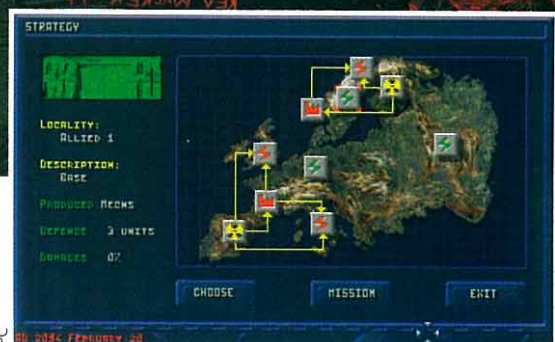 STRATEGY
LOCALITY:
ALLIED 1
DESCRIPTION:
BASE
PRODUCED MECHS
DEFENCE 3 UNITS
DAMAGES 0%
CHOOSE
MISSION
EXIT
AD 2094 FEBRUARY 20